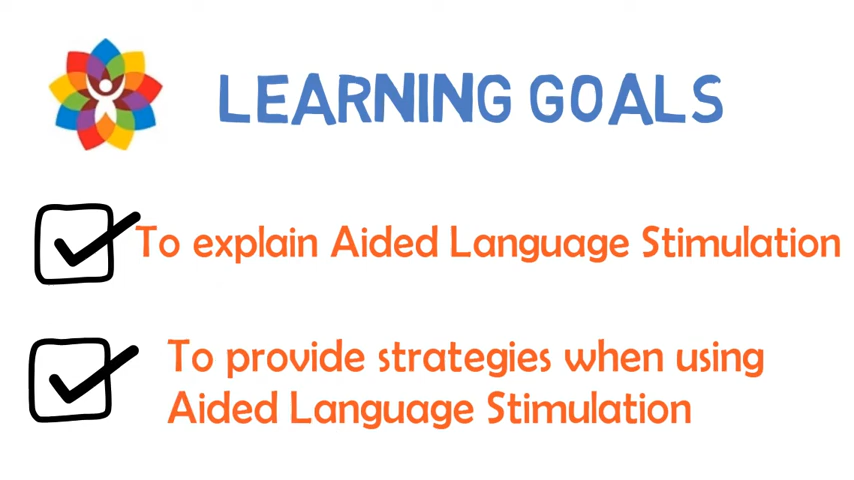 LEARNING GOALS
To explain Aided Language Stimulation
To provide strategies when using
Aided Language Stimulation